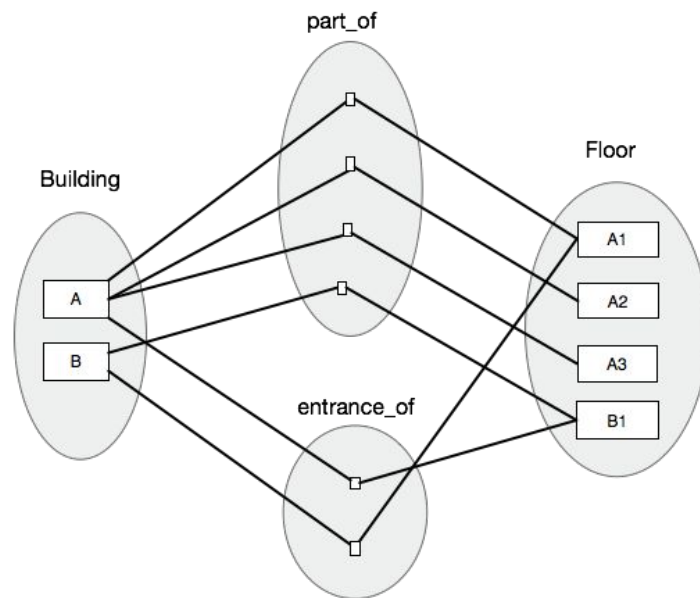 part_of
Building
Floor
A
B
A1
A2
A3
B1
entrance_of